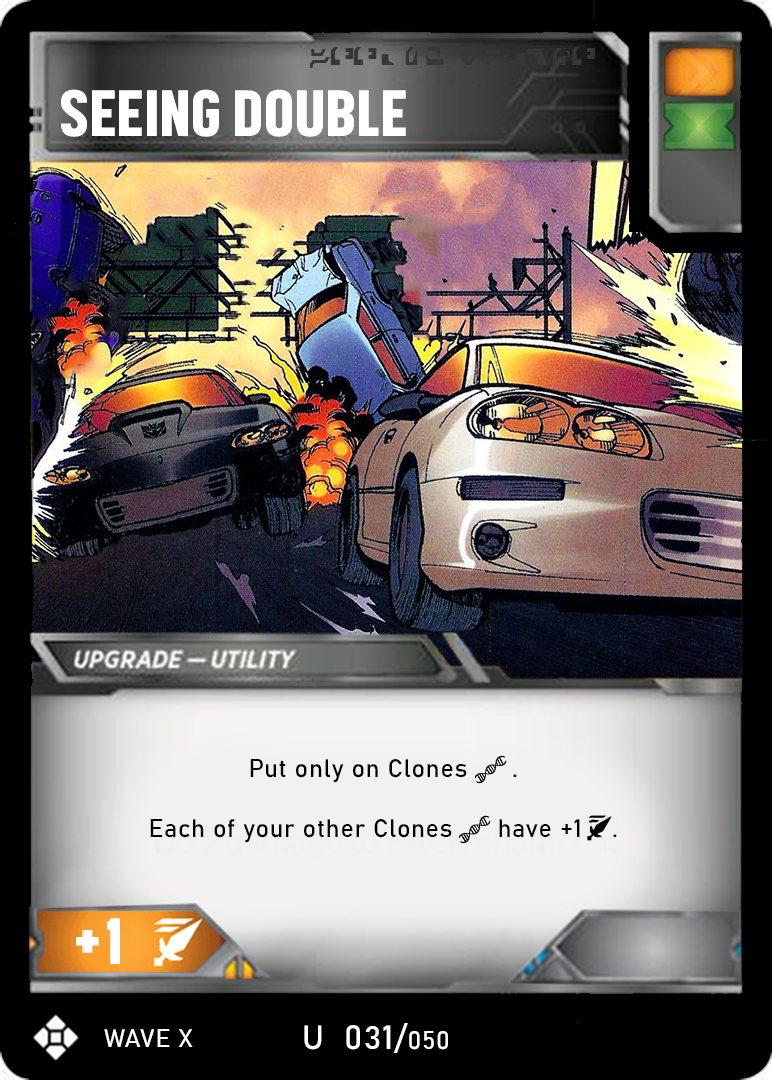 SEEING DOUBLE
UPGRADE — UTILITY
Put only on Clones .
Each of your other Clones have +1 .
+1
WAVE X
U 031/050